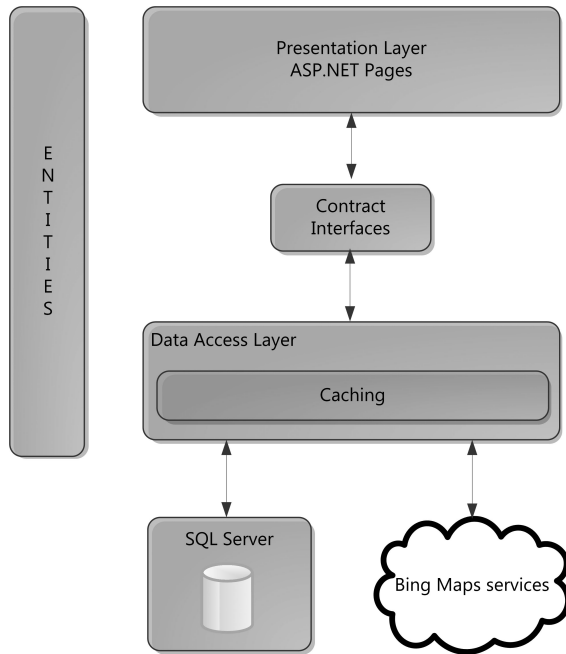 E
N
T
I
T
I
E
S
Presentation Layer
ASP.NET Pages
Contract
Interfaces
Data Access Layer
Caching
SQL Server
Bing Maps services